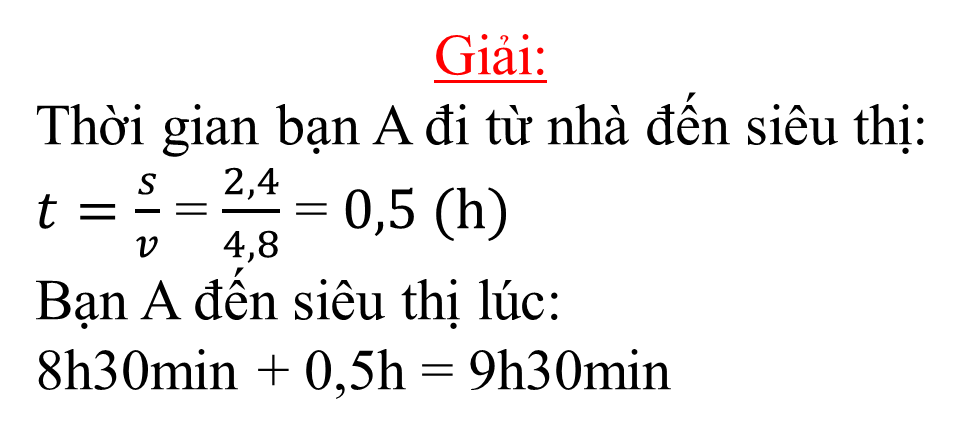 Giải:
Thời gian bạn A đi từ nhà đến siêu thị:
t = s/v = 2,4/4,8 = 0,5 (h)
Bạn A đến siêu thị lúc:
8h30min + 0,5h = 9h30min